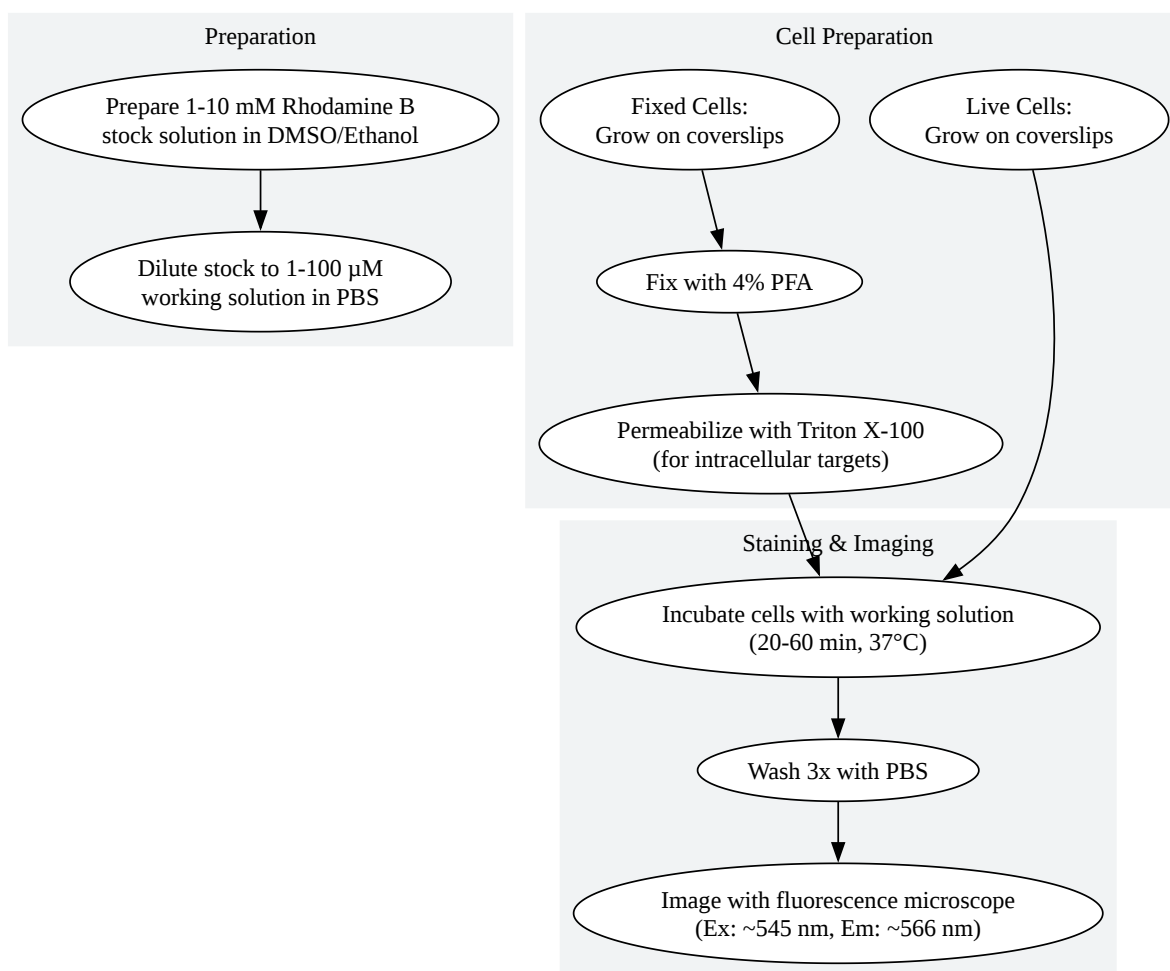 Preparation
Prepare 1-10 mM Rhodamine B
stock solution in DMSO/Ethanol
Dilute stock to 1-100 µM
working solution in PBS
Cell Preparation
Fixed Cells:
Grow on coverslips
Live Cells:
Grow on coverslips
Fix with 4% PFA
Permeabilize with Triton X-100
(for intracellular targets)
Staining & Imaging
Incubate cells with working solution
(20-60 min, 37°C)
Wash 3x with PBS
Image with fluorescence microscope
(Ex: ~545 nm, Em: ~566 nm)